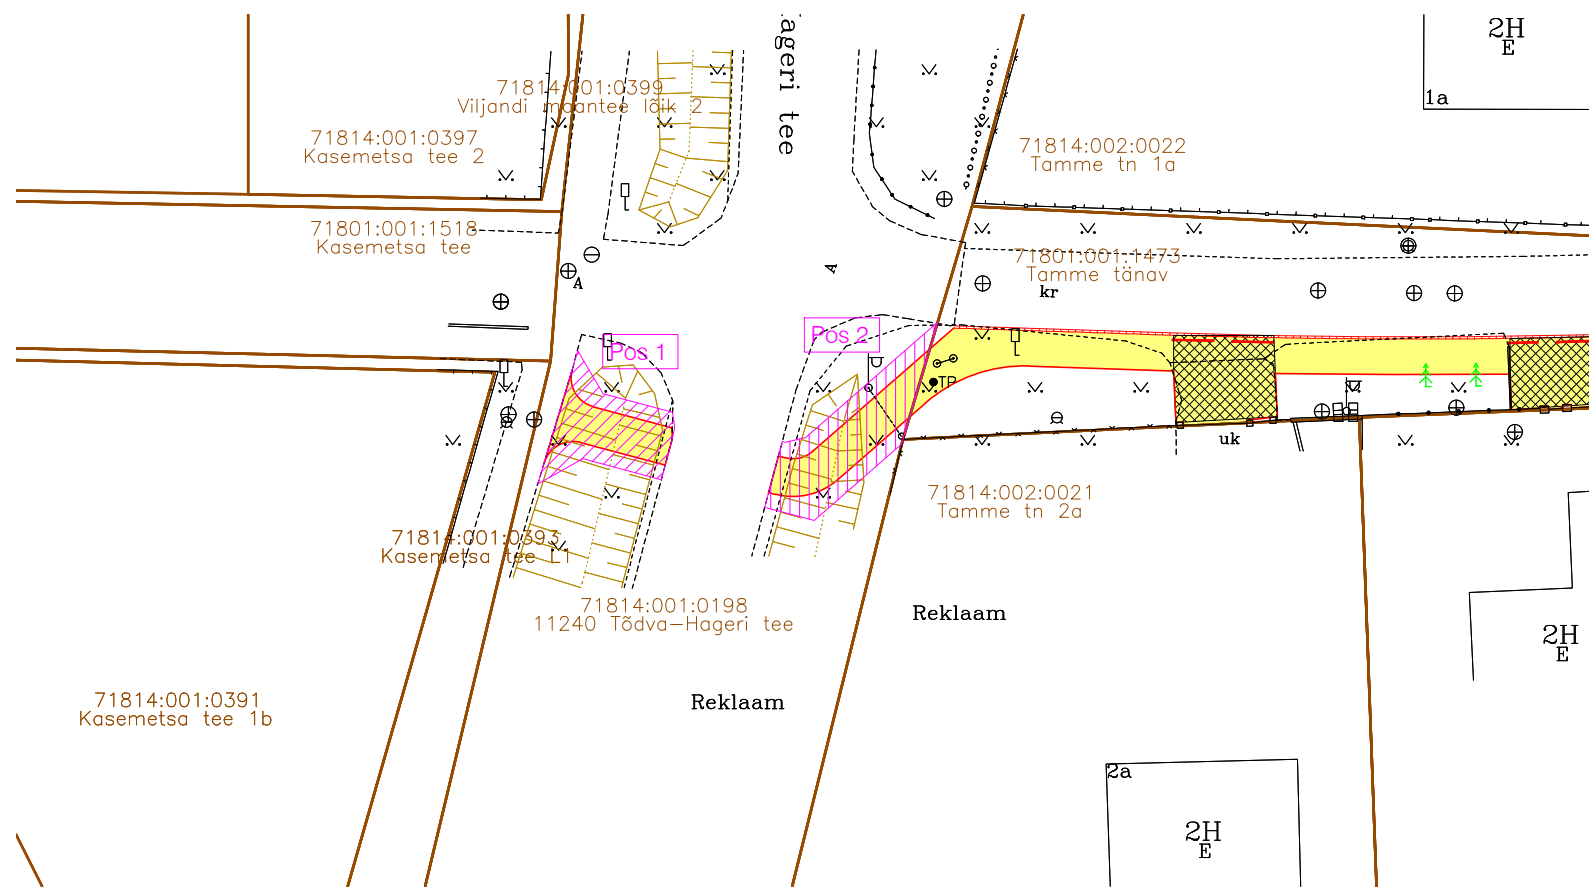 2H
E
1a
ageri tee
71814:001:0399
Viljandi maantee lõik 2
71814:001:0397
Kasemetsa tee 2
71814:002:0022
Tamme tn 1a
71801:001:1518
Kasemetsa tee
71801:001:1473
Tamme tänav
A
A
kr
Pos 1
Pos 2
TP
uk
71814:002:0021
Tamme tn 2a
71814:001:0393
Kasemetsa tee L1
71814:001:0198
11240 Tõdva-Hageri tee
Reklaam
2H
E
71814:001:0391
Kasemetsa tee 1b
Reklaam
2a
2H
E